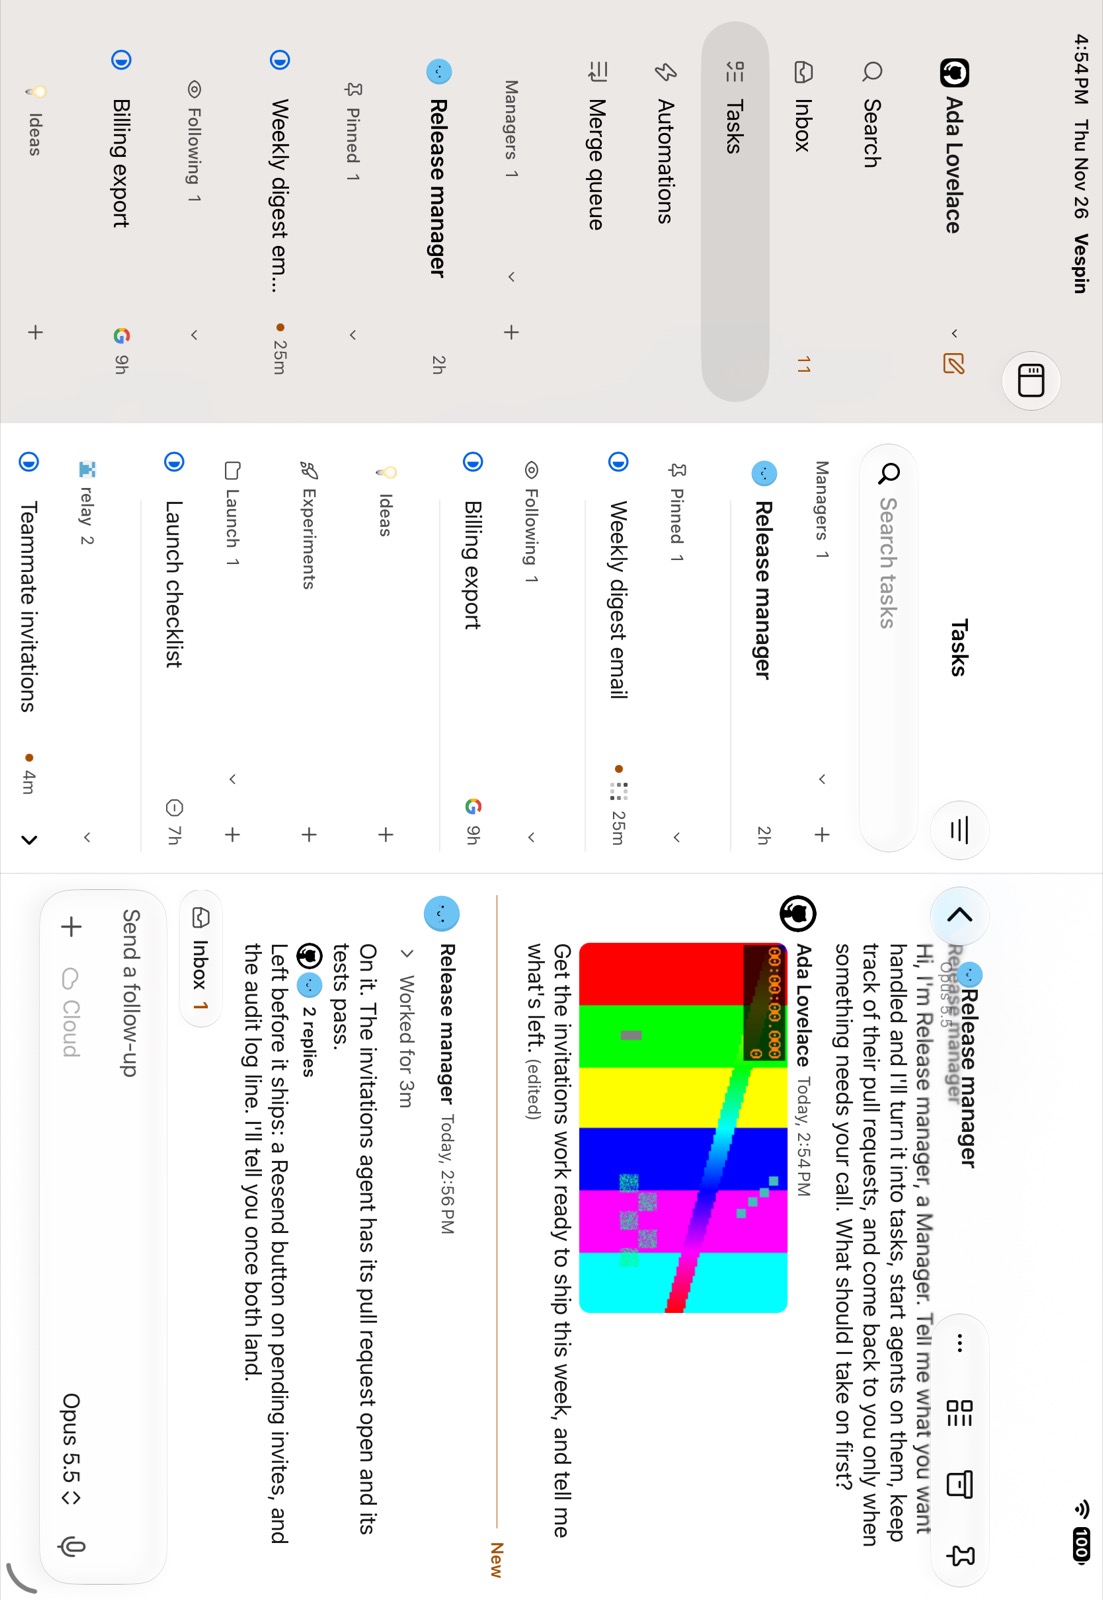 4:54 PM Thu Nov 26 Vespin
100
Ada Lovelace
Search
Inbox 11
Tasks
Automations
Merge queue
Managers 1
Release manager 2h
Pinned 1
Weekly digest em... 25m
Following 1
Billing export 9h
Ideas
Tasks
Search tasks
Managers 1
Release manager 2h
Pinned 1
Weekly digest email 25m
Following 1
Billing export 9h
Ideas
Experiments
Launch 1
Launch checklist 7h
relay 2
Teammate invitations 4m
Release manager
Opus 5.5
Release manager
Hi, I'm Release manager, a Manager. Tell me what you want
handled and I'll turn it into tasks, start agents on them, keep
track of their pull requests, and come back to you only when
something needs your call. What should I take on first?
Ada Lovelace Today, 2:54 PM
00:00:00.000
0
Get the invitations work ready to ship this week, and tell me
what's left. (edited)
New
Release manager Today, 2:56 PM
Worked for 3m
On it. The invitations agent has its pull request open and its
tests pass.
2 replies
Left before it ships: a Resend button on pending invites, and
the audit log line. I'll tell you once both land.
Inbox 1
Send a follow-up
Cloud
Opus 5.5